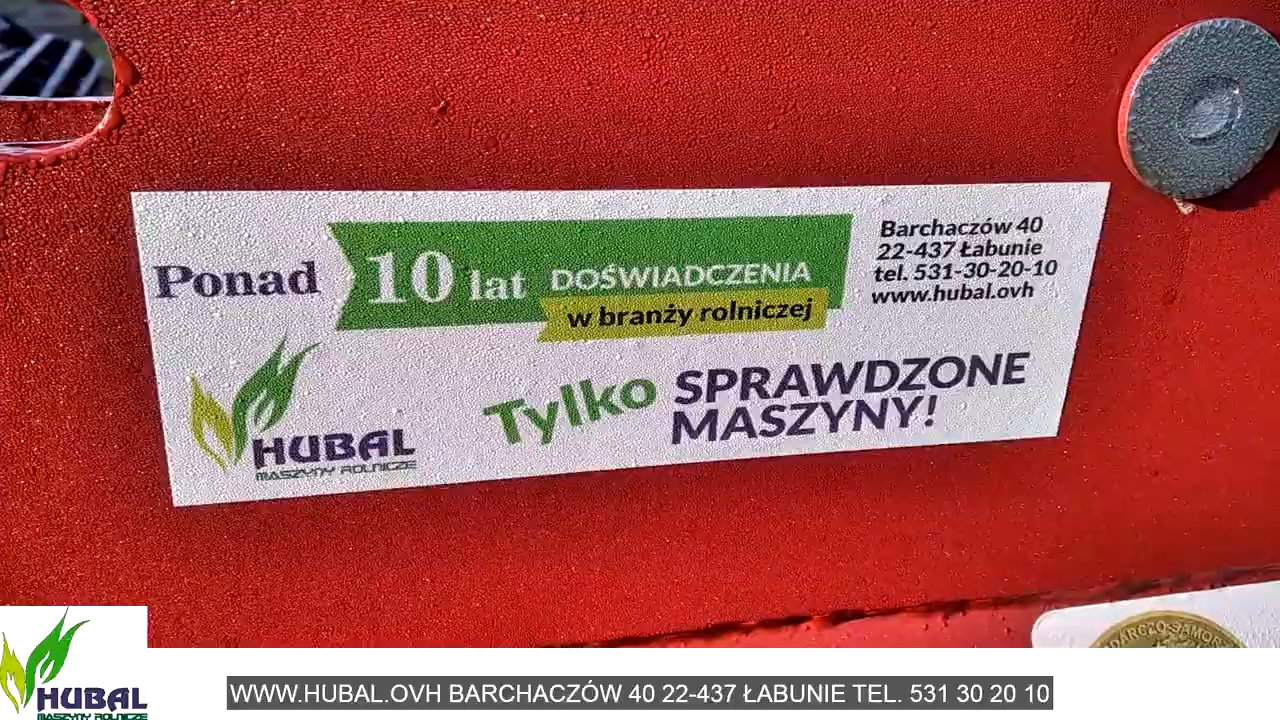 Ponad 10 lat DOŚWIADCZENIA
w branży rolniczej
Barchaczów 40
22-437 Łabunie
tel. 531-30-20-10
www.hubal.ovh
Tylko SPRAWDZONE
MASZYNY!
HUBAL
MASZYNY ROLNICZE
HUBAL
MASZYNY ROLNICZE
WWW.HUBAL.OVH BARCHACZÓW 40 22-437 ŁABUNIE TEL. 531 30 20 10